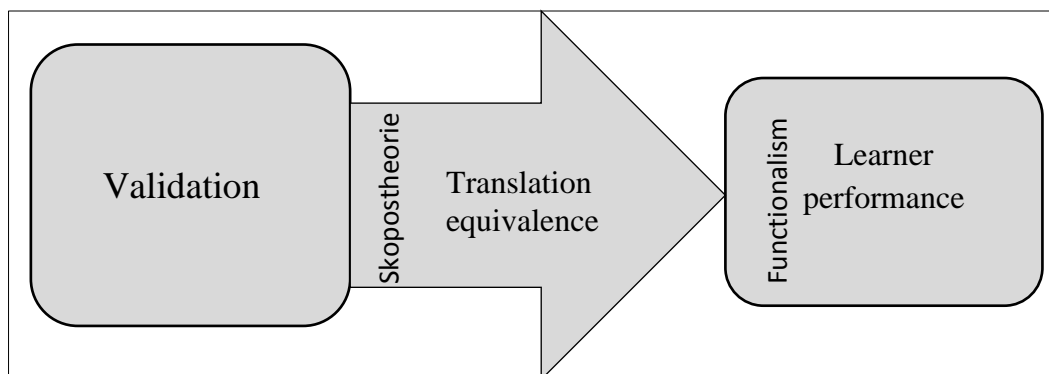 Validation
Skopostheorie
Translation
equivalence
Functionalism
Learner
performance